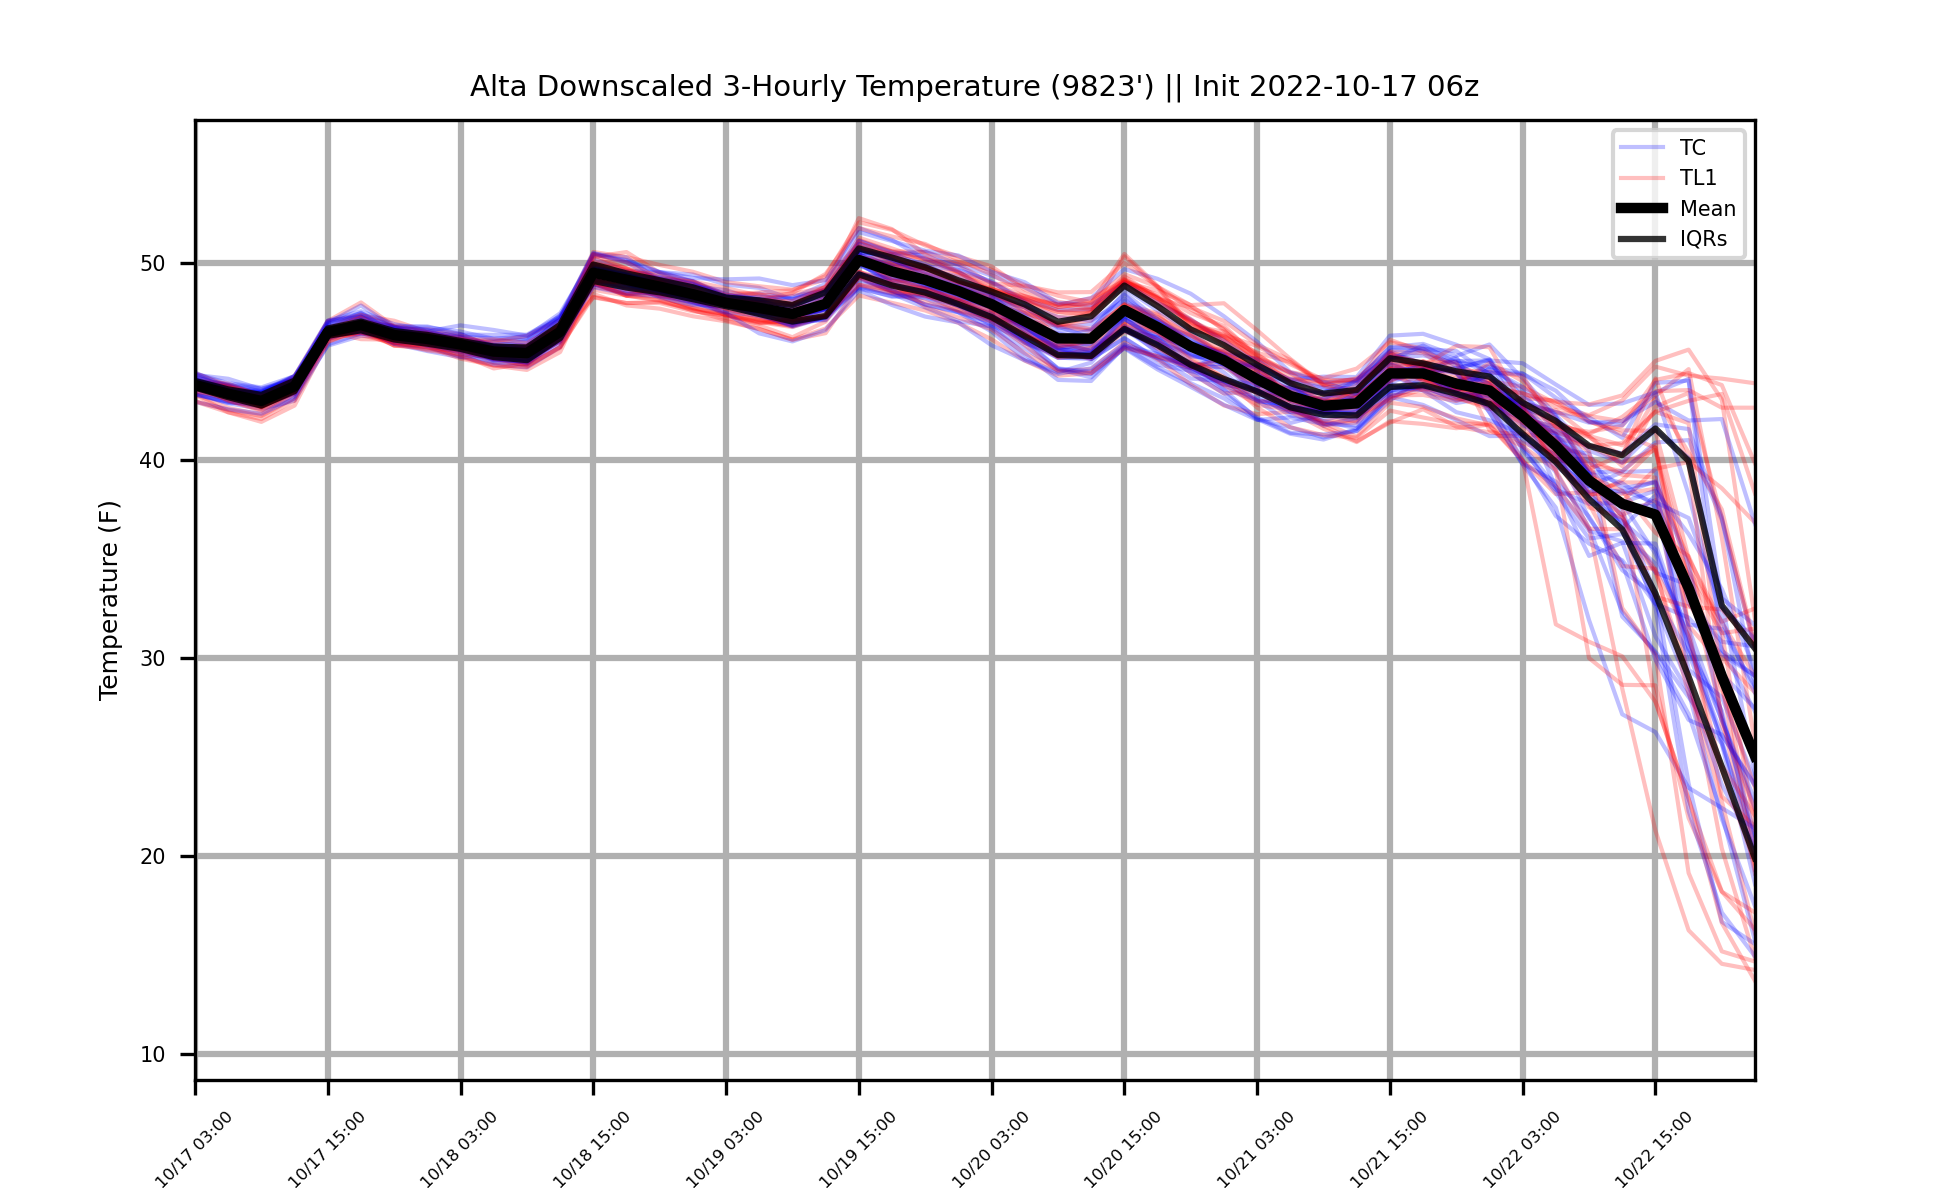 Alta Downscaled 3-Hourly Temperature (9823') || Init 2022-10-17 06z
TC
TL1
Mean
IQRs
Temperature (F)
50
40
30
20
10
10/17 03:00
10/17 15:00
10/18 03:00
10/18 15:00
10/19 03:00
10/19 15:00
10/20 03:00
10/20 15:00
10/21 03:00
10/21 15:00
10/22 03:00
10/22 15:00